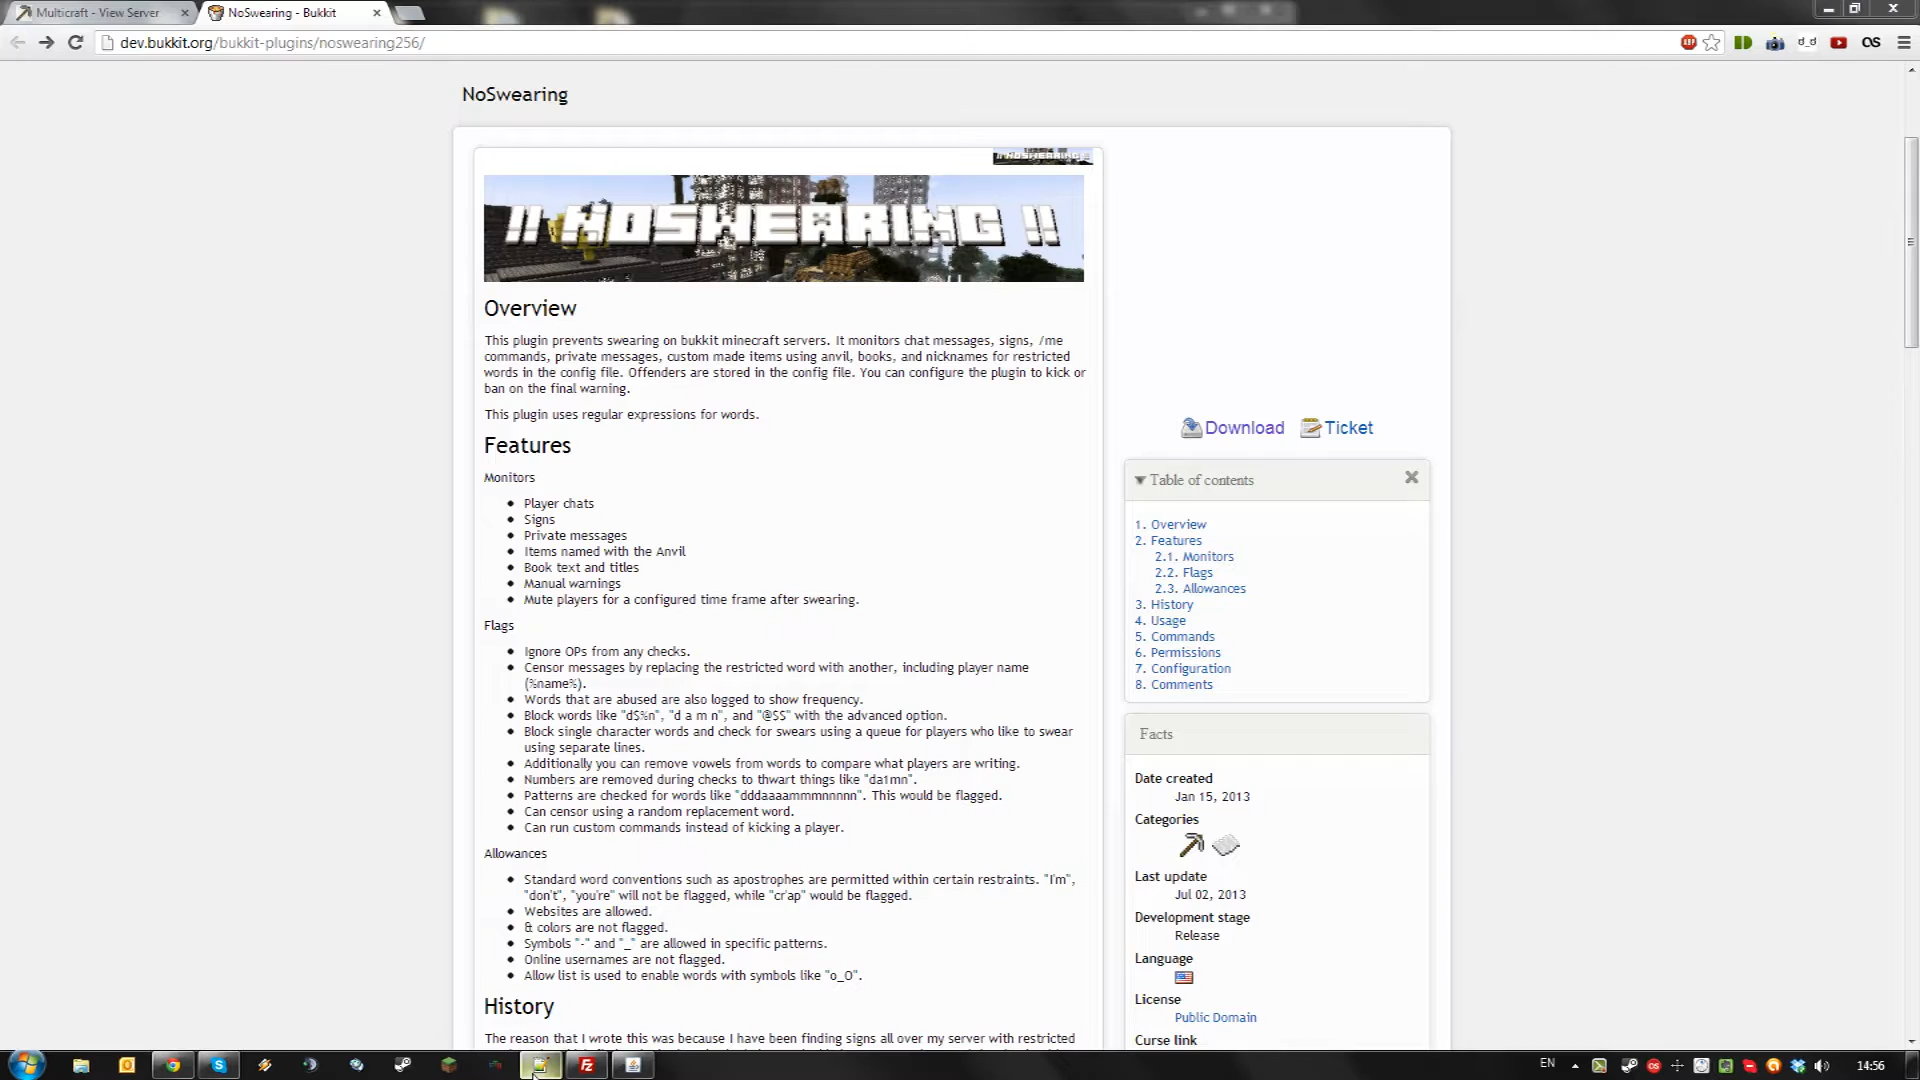 Multicraft - View Server
NoSwearing - Bukkit
dev.bukkit.org/bukkit-plugins/noswearing256/
ABP
d_d
OS
NoSwearing
!! NOSWEARING !!
!! NOSWEARING !!
Overview
This plugin prevents swearing on bukkit minecraft servers. It monitors chat messages, signs, /me
commands, private messages, custom made items using anvil, books, and nicknames for restricted
words in the config file. Offenders are stored in the config file. You can configure the plugin to kick or
ban on the final warning.
This plugin uses regular expressions for words.
Features
Monitors
Player chats
Signs
Private messages
Items named with the Anvil
Book text and titles
Manual warnings
Mute players for a configured time frame after swearing.
Flags
Ignore OPs from any checks.
Censor messages by replacing the restricted word with another, including player name
(%name%).
Words that are abused are also logged to show frequency.
Block words like "d$%n", "d a m n", and "@$$" with the advanced option.
Block single character words and check for swears using a queue for players who like to swear
using separate lines.
Additionally you can remove vowels from words to compare what players are writing.
Numbers are removed during checks to thwart things like "da1mn".
Patterns are checked for words like "dddaaaammmnnnnn". This would be flagged.
Can censor using a random replacement word.
Can run custom commands instead of kicking a player.
Allowances
Standard word conventions such as apostrophes are permitted within certain restraints. "I'm",
"don't", "you're" will not be flagged, while "cr'ap" would be flagged.
Websites are allowed.
& colors are not flagged.
Symbols "-" and "_" are allowed in specific patterns.
Online usernames are not flagged.
Allow list is used to enable words with symbols like "o_O".
History
The reason that I wrote this was because I have been finding signs all over my server with restricted
Download Ticket
Table of contents
1. Overview
2. Features
2.1. Monitors
2.2. Flags
2.3. Allowances
3. History
4. Usage
5. Commands
6. Permissions
7. Configuration
8. Comments
Facts
Date created
Jan 15, 2013
Categories
Last update
Jul 02, 2013
Development stage
Release
Language
License
Public Domain
Curse link
EN
14:56